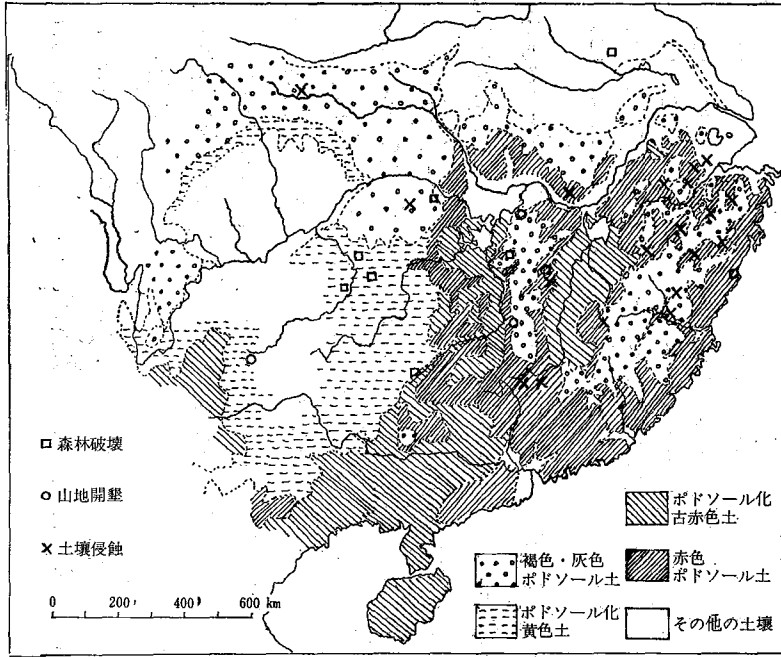 森林破壊
山地開墾
土壌侵蝕
0 200 400 600 km
褐色・灰色
ポドソール土
ポドソール化
黄色土
ポドソール化
古赤色土
赤色
ポドソール土
その他の土壌